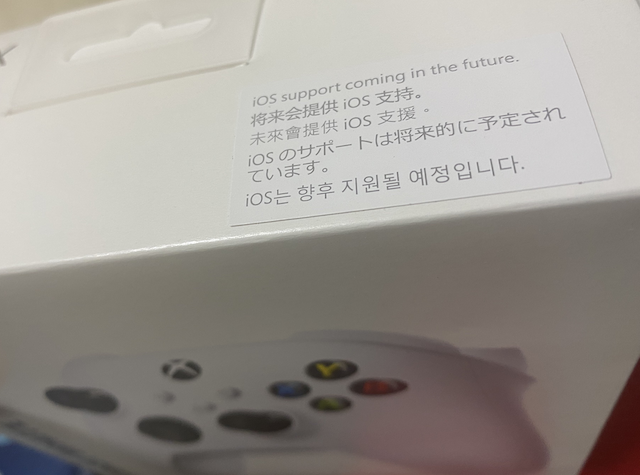 iOS support coming in the future.
将来会提供 iOS 支持。
未來會提供 iOS 支援。
iOS のサポートは将来的に予定され
ています。
iOS는 향후 지원될 예정입니다.